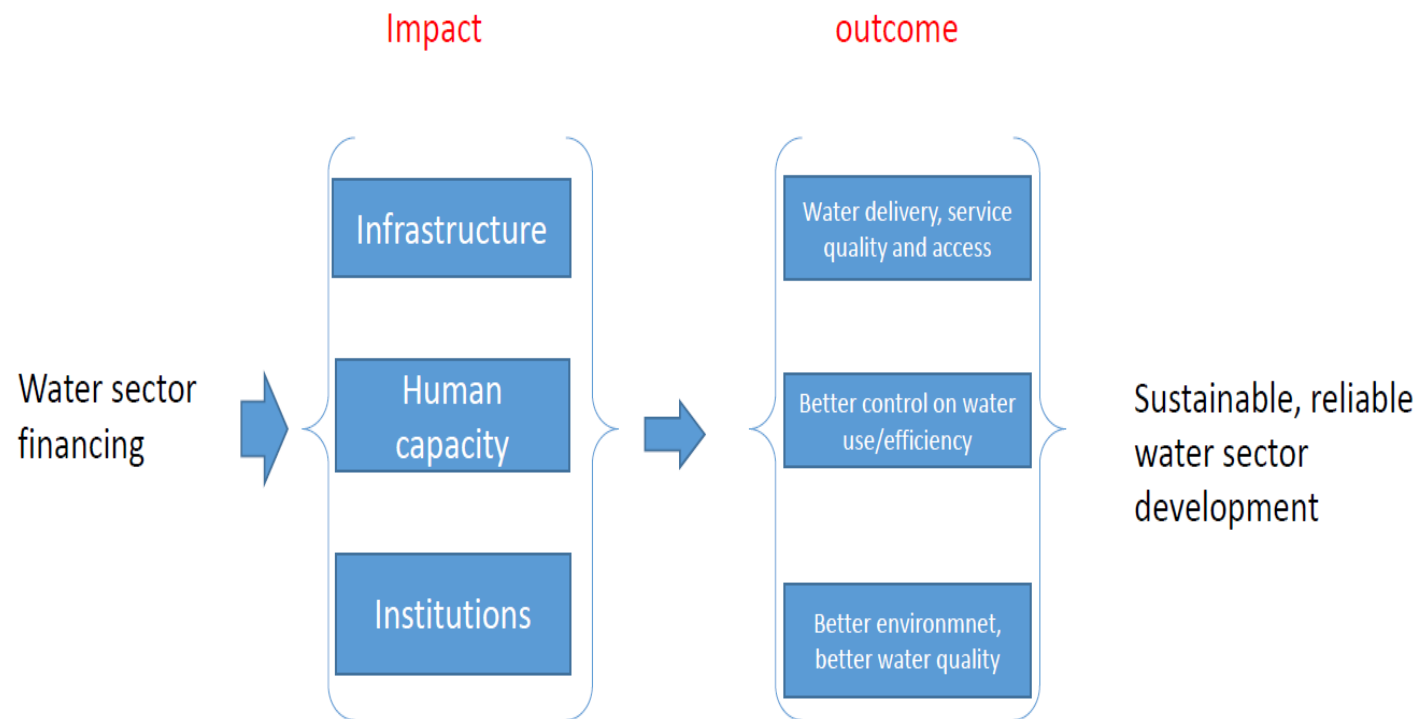 Impact
outcome
Water sector
financing
Infrastructure
Human
capacity
Institutions
Water delivery, service
quality and access
Better control on water
use/efficiency
Better environmnet,
better water quality
Sustainable, reliable
water sector
development